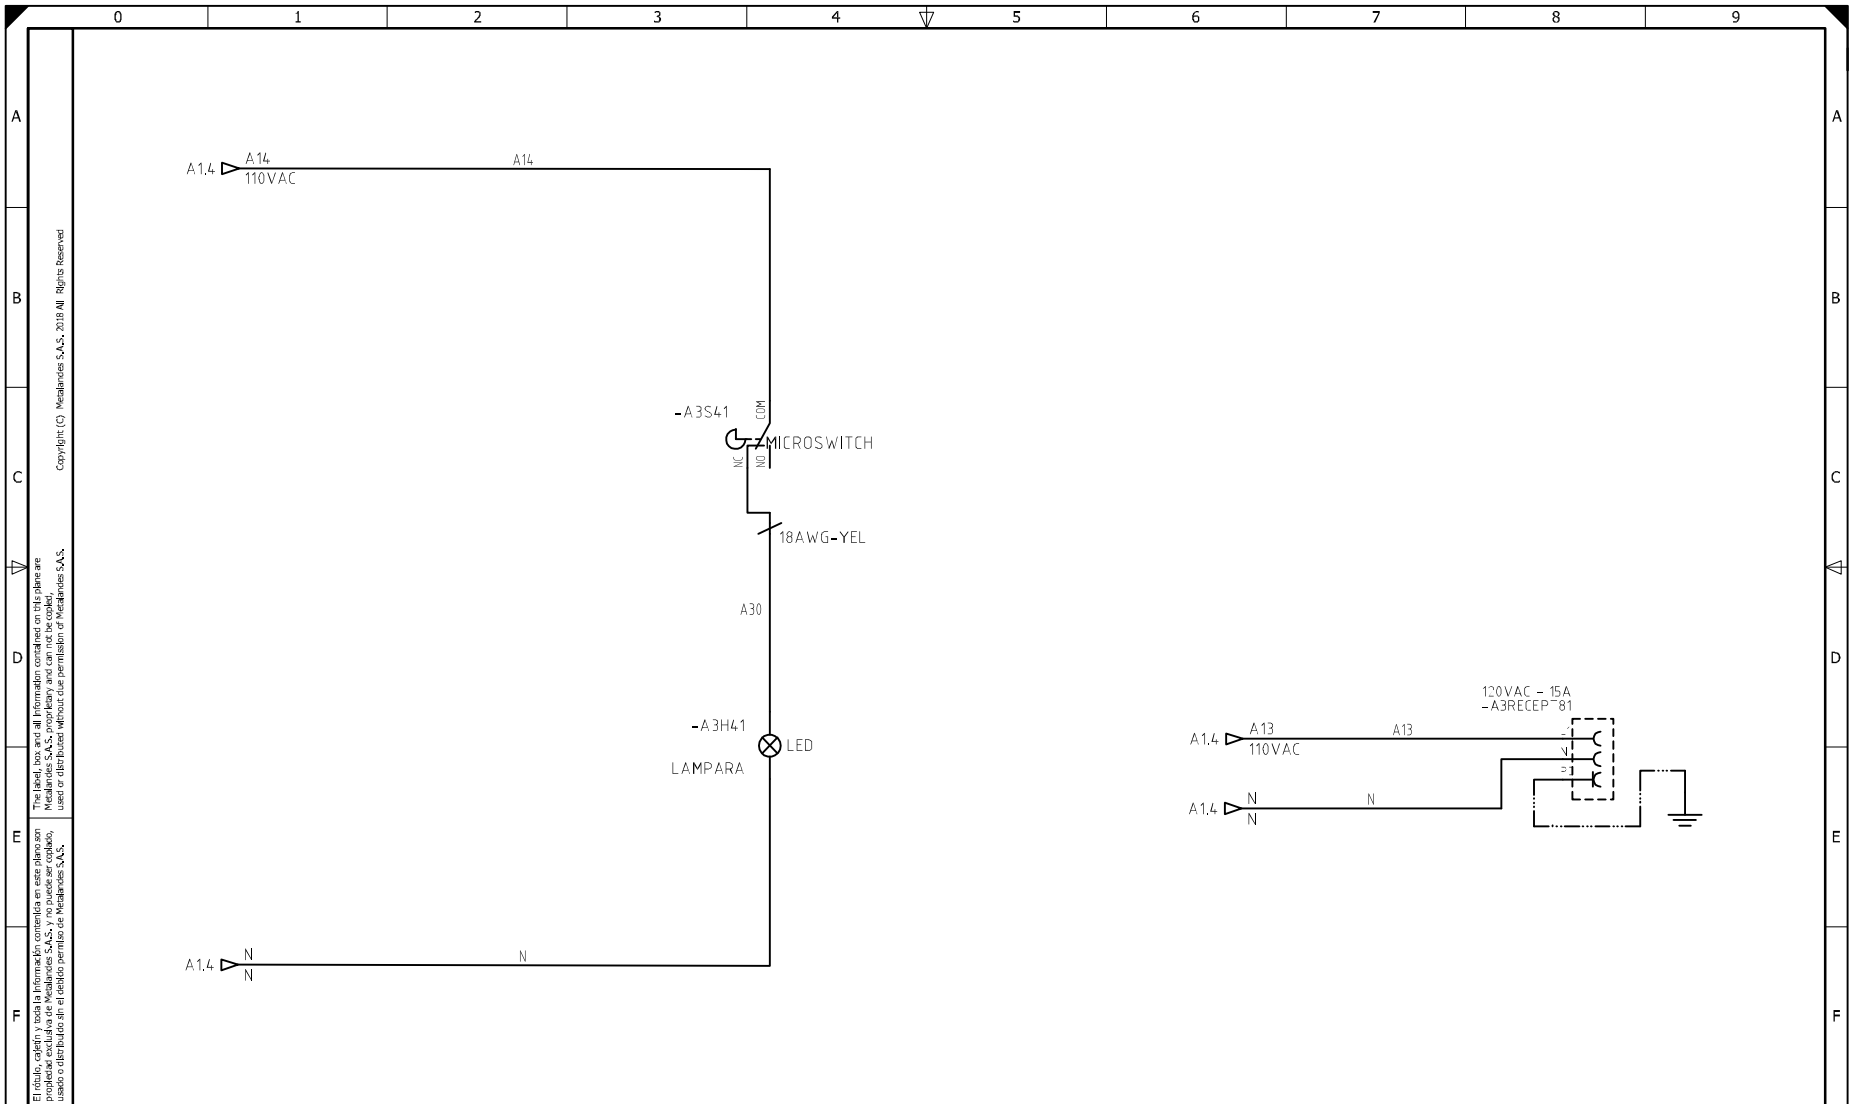 0 1 2 3 4 5 6 7 8 9
A A
A14
A14
A1.4
110VAC
B B
Copyright (C) Metalandes S.A.S. 2018 All Rights Reserved
-A3S41
COM
MICROSWITCH
NC
NO
C C
18AWG-YEL
The label, box and all information contained on this plane are
Metalandes S.A.S. proprietary and can not be copied,
used or distributed without due permission of Metalandes S.A.S.
A30
D D
120VAC - 15A
-A3H41
LED
LAMPARA
A1.4
A13
A13
110VAC
N
A1.4
N
N
N
E E
El rótulo, cajetín y toda la información contenida en este plano son
propiedad exclusiva de Metalandes S.A.S. y no puede ser copiado,
usado o distribuido sin el debido permiso de Metalandes S.A.S.
A1.4
N
N
N
F F